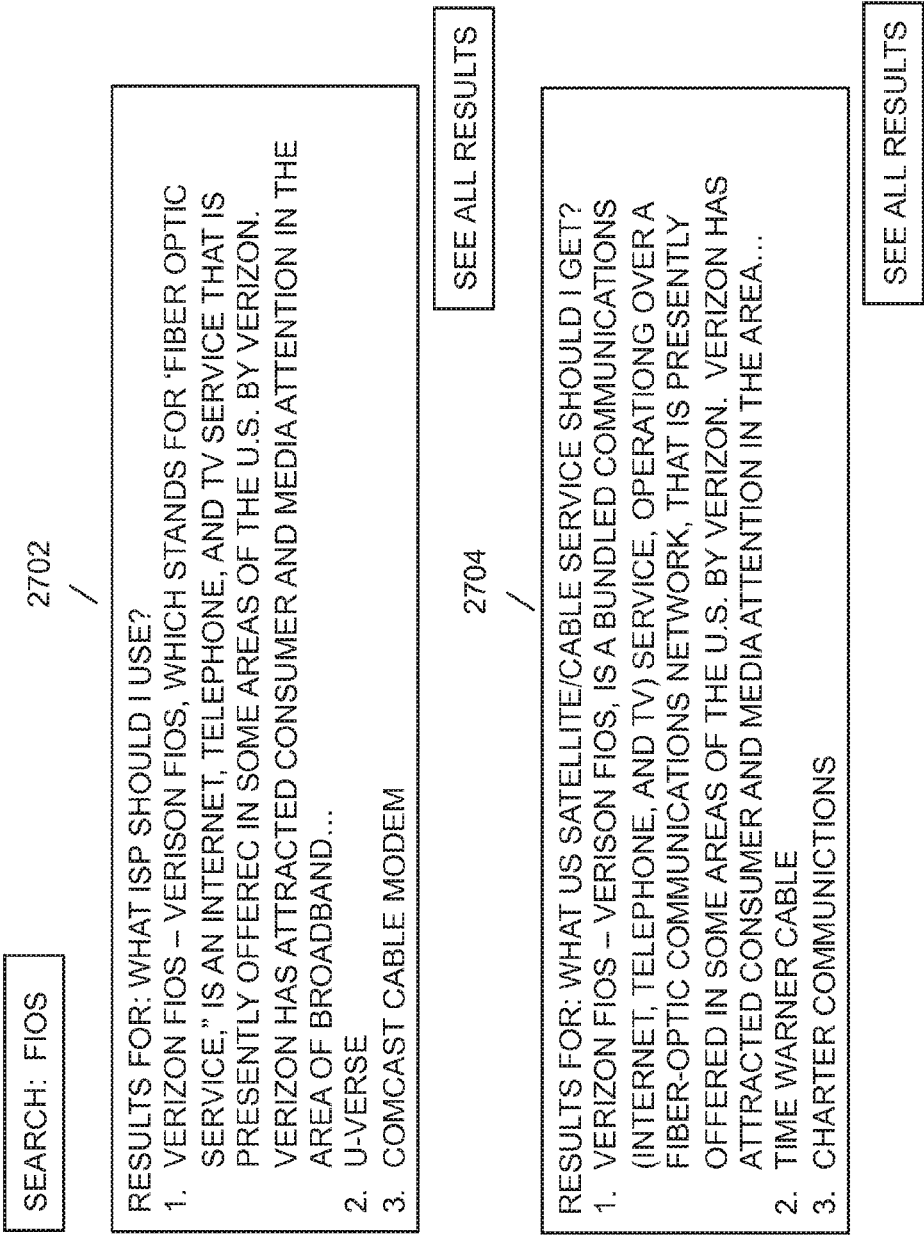 SEARCH: FIOS
2702
RESULTS FOR: WHAT ISP SHOULD I USE?
1. VERIZON FIOS – VERISON FIOS, WHICH STANDS FOR 'FIBER OPTIC
SERVICE," IS AN INTERNET, TELEPHONE, AND TV SERVICE THAT IS
PRESENTLY OFFEREC IN SOME AREAS OF THE U.S. BY VERIZON.
VERIZON HAS ATTRACTED CONSUMER AND MEDIA ATTENTION IN THE
AREA OF BROADBAND...
2. U-VERSE
3. COMCAST CABLE MODEM
SEE ALL RESULTS
2704
RESULTS FOR: WHAT US SATELLITE/CABLE SERVICE SHOULD I GET?
1. VERIZON FIOS – VERISON FIOS, IS A BUNDLED COMMUNICATIONS
(INTERNET, TELEPHONE, AND TV) SERVICE, OPERATIONG OVER A
FIBER-OPTIC COMMUNICATIONS NETWORK, THAT IS PRESENTLY
OFFERED IN SOME AREAS OF THE U.S. BY VERIZON. VERIZON HAS
ATTRACTED CONSUMER AND MEDIA ATTENTION IN THE AREA...
2. TIME WARNER CABLE
3. CHARTER COMMUNICTIONS
SEE ALL RESULTS